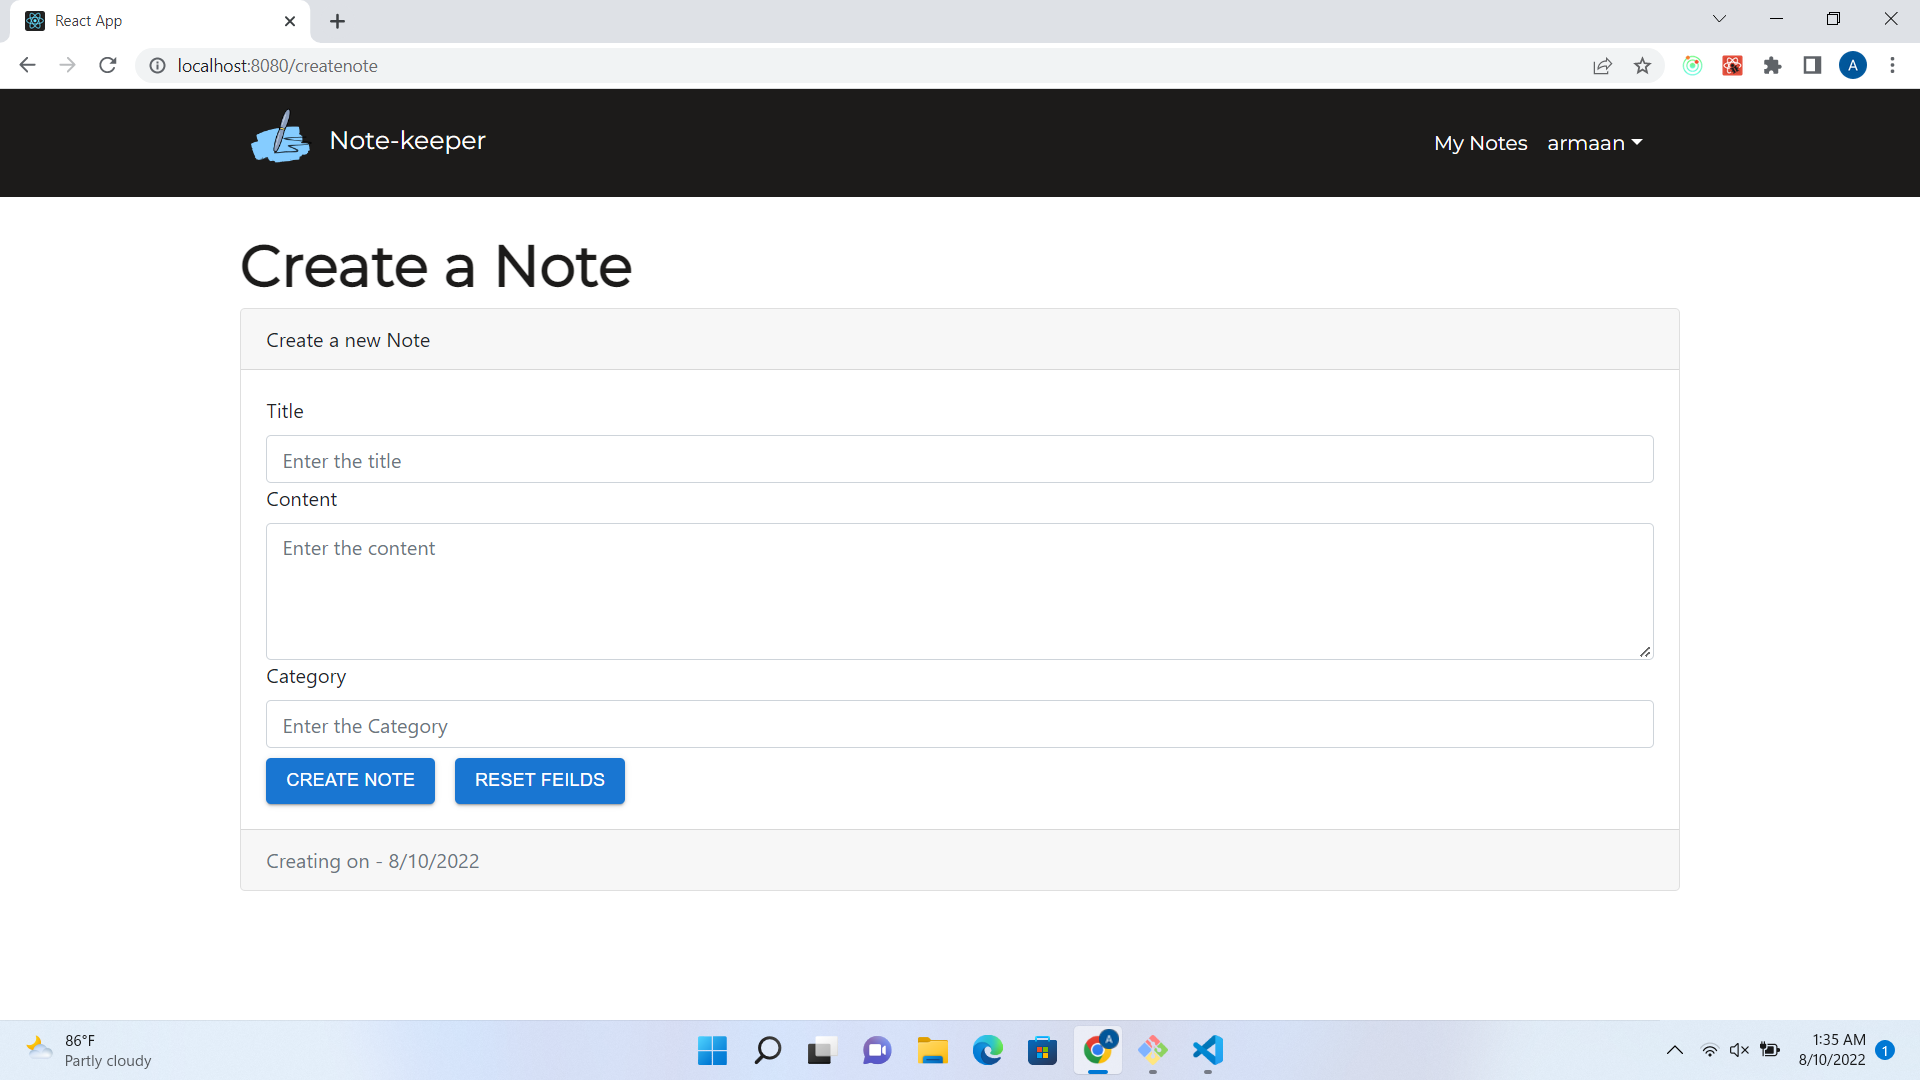 React App
localhost:8080/createnote
A
Note-keeper
My Notes armaan
Create a Note
Create a new Note
Title
Enter the title
Content
Enter the content
Category
Enter the Category
CREATE NOTE RESET FEILDS
Creating on - 8/10/2022
86°F
Partly cloudy
A
1:35 AM
8/10/2022
1